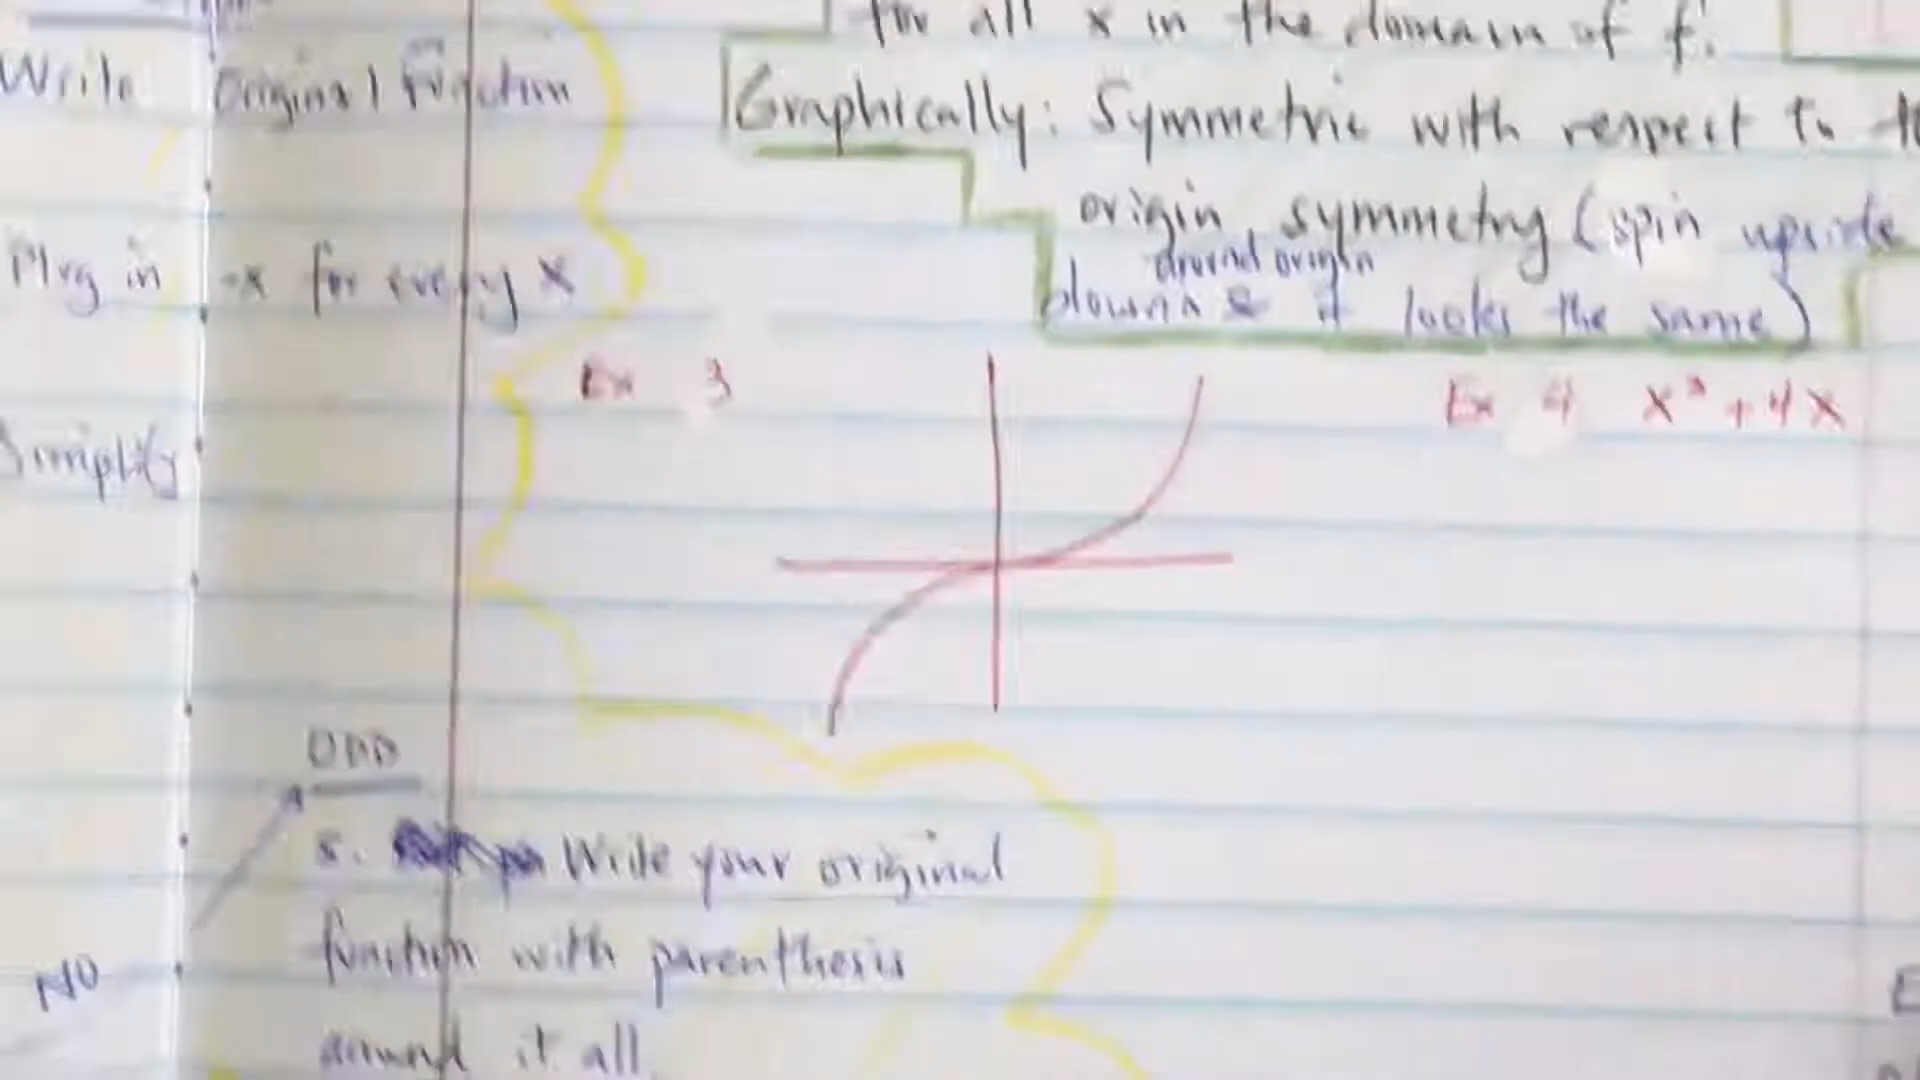 for all x in the domain of f.
Write Original Function
Graphically: Symmetric with respect to
origin symmetry (spin upside
around origin
down & it looks the same)
Plug in -x for every x
Ex 3
Ex 4 x³ + 4x
Simplify
ODD
5. Write your original
function with parenthesis
around it all
NO